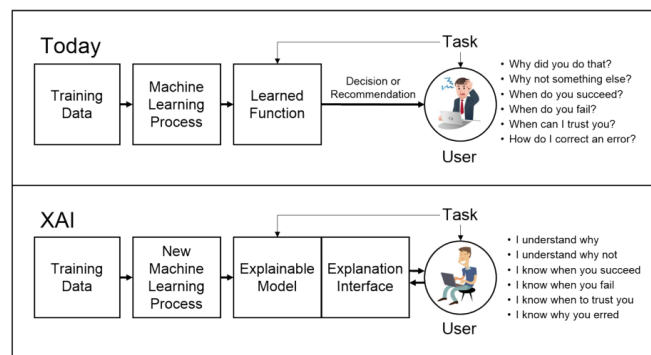 Today
Task
Training
Data
Machine
Learning
Process
Learned
Function
Decision or
Recommendation
User
• Why did you do that?
• Why not something else?
• When do you succeed?
• When do you fail?
• When can I trust you?
• How do I correct an error?
XAI
Task
Training
Data
New
Machine
Learning
Process
Explainable
Model
Explanation
Interface
User
• I understand why
• I understand why not
• I know when you succeed
• I know when you fail
• I know when to trust you
• I know why you erred